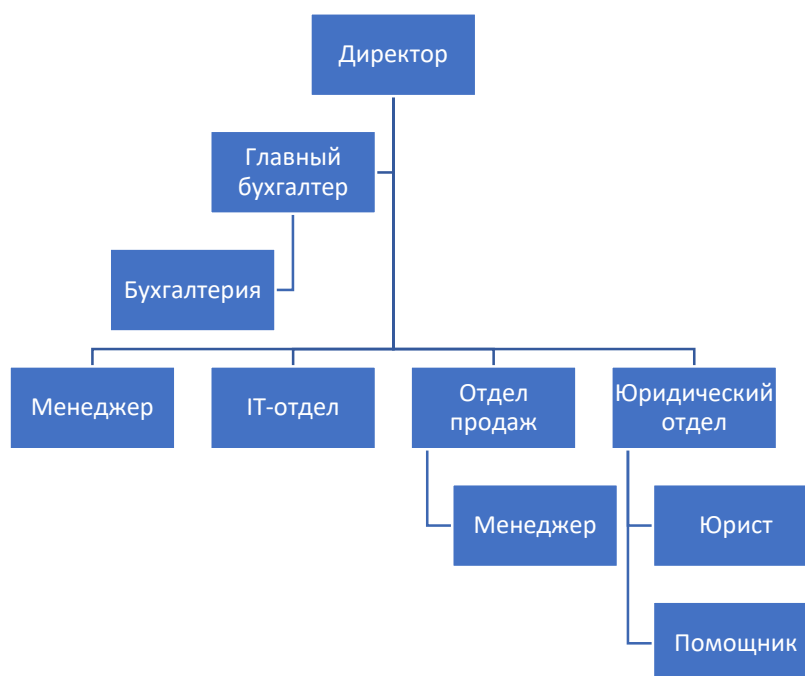 Директор
Главный
бухгалтер
Бухгалтерия
Менеджер
IT-отдел
Отдел
продаж
Юридический
отдел
Менеджер
Юрист
Помощник